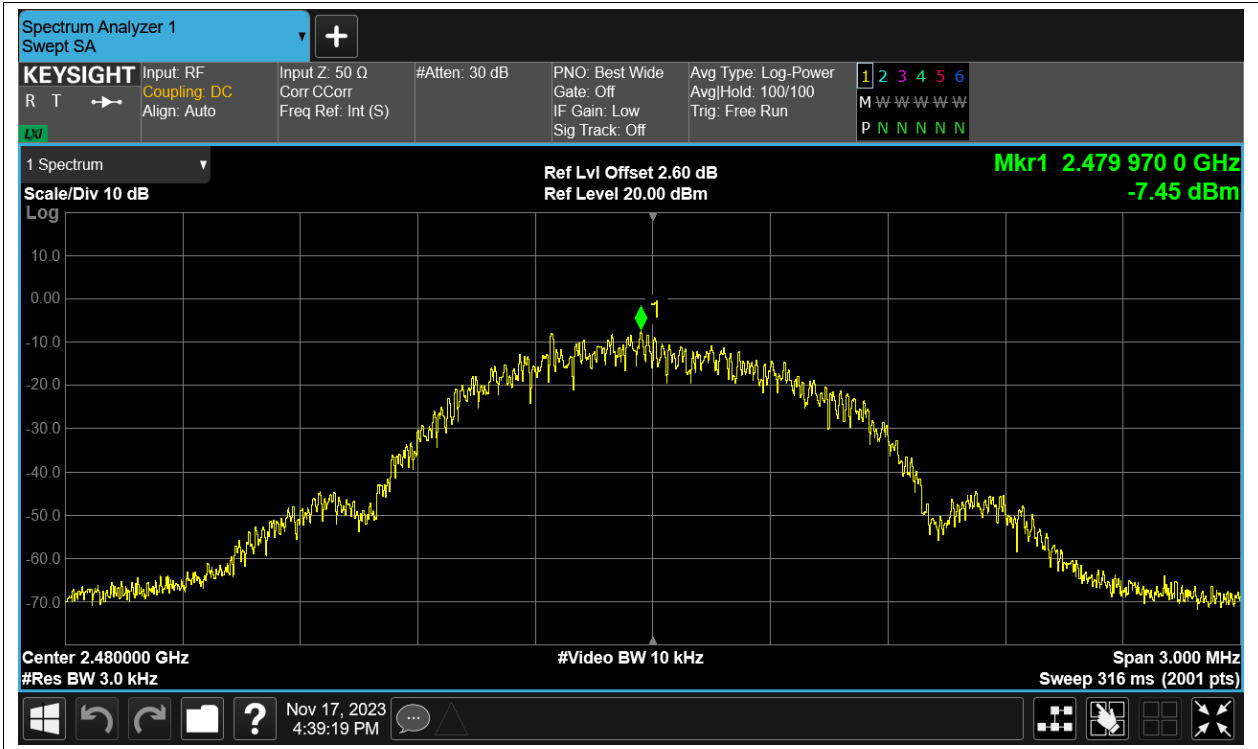 Spectrum Analyzer 1
Swept SA
+
KEYSIGHT
R T
LXI
Input: RF
Coupling: DC
Align: Auto
Input Z: 50 Ω
Corr CCorr
Freq Ref: Int (S)
#Atten: 30 dB
PNO: Best Wide
Gate: Off
IF Gain: Low
Sig Track: Off
Avg Type: Log-Power
Avg|Hold: 100/100
Trig: Free Run
1 2 3 4 5 6
M W W W W W W
P N N N N N
1 Spectrum
Scale/Div 10 dB
Ref Lvl Offset 2.60 dB
Ref Level 20.00 dBm
Mkr1 2.479 970 0 GHz
-7.45 dBm
Log
10.0
0.00
-10.0
-20.0
-30.0
-40.0
-50.0
-60.0
-70.0
1
Center 2.480000 GHz
#Res BW 3.0 kHz
#Video BW 10 kHz
Span 3.000 MHz
Sweep 316 ms (2001 pts)
?
Nov 17, 2023
4:39:19 PM